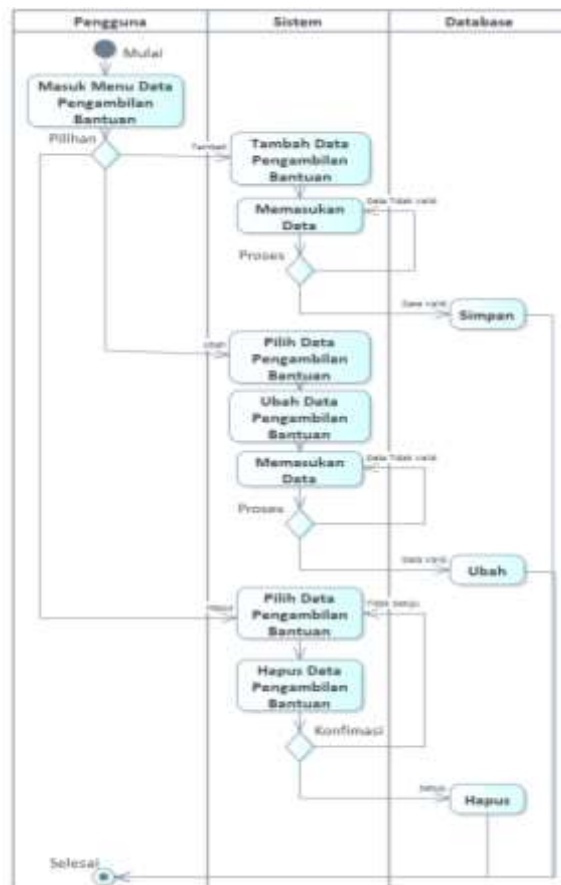 Pengguna
Sistem
Database
Mulai
Masuk Menu Data
Pengambilan
Bantuan
Pilihan
Tambah
Tambah Data
Pengambilan
Bantuan
Memasukan
Data
Data Tidak valid
Proses
Data valid
Simpan
Ubah
Pilih Data
Pengambilan
Bantuan
Ubah Data
Pengambilan
Bantuan
Memasukan
Data
Data Tidak valid
Proses
Data valid
Ubah
Hapus
Pilih Data
Pengambilan
Bantuan
Tidak Setuju
Hapus Data
Pengambilan
Bantuan
Konfimasi
Setuju
Hapus
Selesai